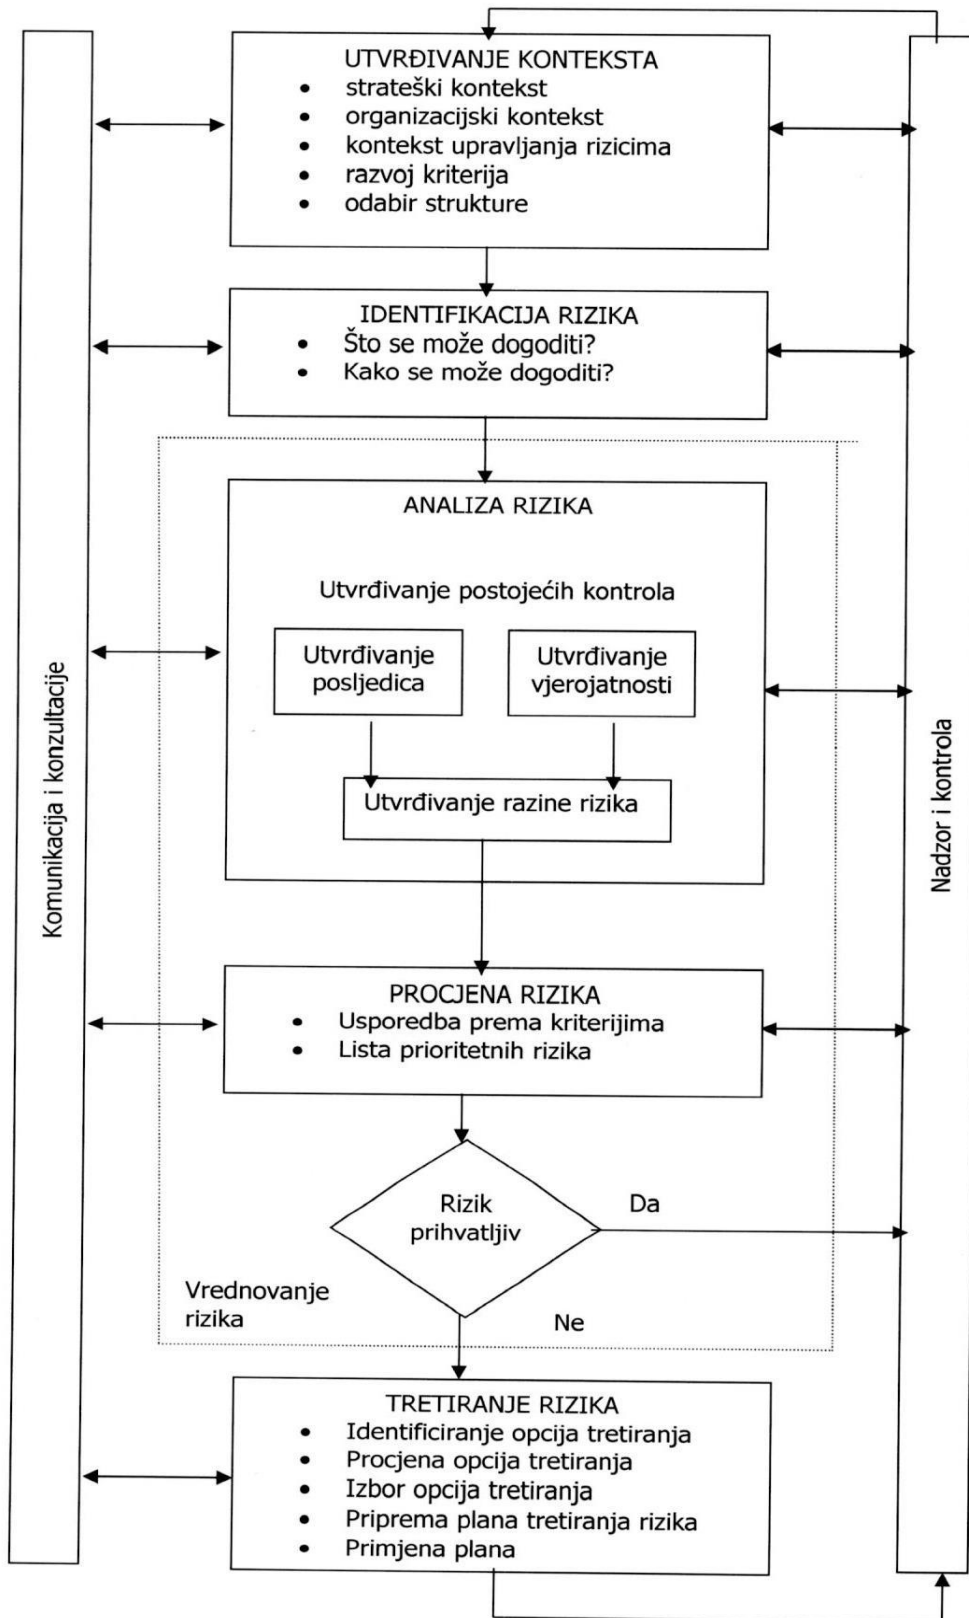 UTVRĐIVANJE KONTEKSTA
• strateški kontekst
• organizacijski kontekst
• kontekst upravljanja rizicima
• razvoj kriterija
• odabir strukture
IDENTIFIKACIJA RIZIKA
• Što se može dogoditi?
• Kako se može dogoditi?
ANALIZA RIZIKA
Utvrđivanje postojećih kontrola
Utvrđivanje
posljedica
Utvrđivanje
vjerojatnosti
Utvrđivanje razine rizika
Komunikacija i konzultacije
Nadzor i kontrola
PROCJENA RIZIKA
• Usporedba prema kriterijima
• Lista prioritetnih rizika
Rizik
prihvatljiv
Da
Vrednovanje
rizika
Ne
TRETIRANJE RIZIKA
• Identificiranje opcija tretiranja
• Procjena opcija tretiranja
• Izbor opcija tretiranja
• Priprema plana tretiranja rizika
• Primjena plana